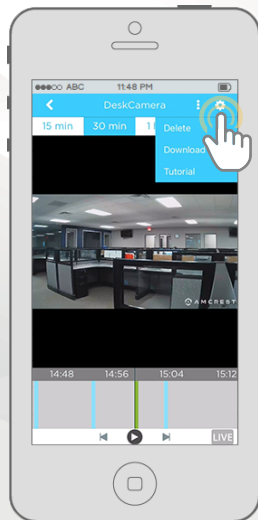 ABC 11:48 PM
DeskCamera
15 min 30 min 1
Delete
Download
Tutorial
AMCREST
14:48 14:56 15:04 15:12
LIVE